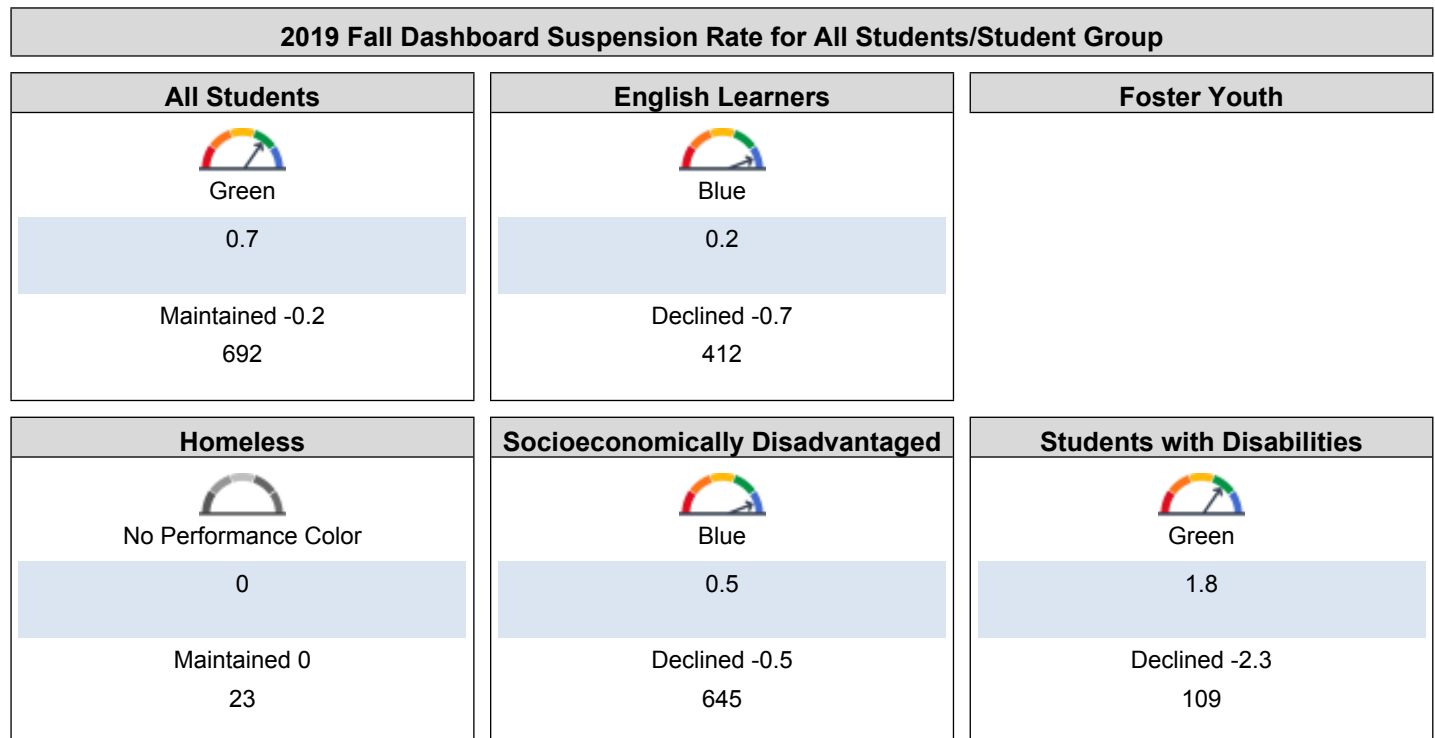 2019 Fall Dashboard Suspension Rate for All Students/Student Group
All Students
Green
0.7
Maintained -0.2
692
English Learners
Blue
0.2
Declined -0.7
412
Foster Youth
Homeless
No Performance Color
0
Maintained 0
23
Socioeconomically Disadvantaged
Blue
0.5
Declined -0.5
645
Students with Disabilities
Green
1.8
Declined -2.3
109